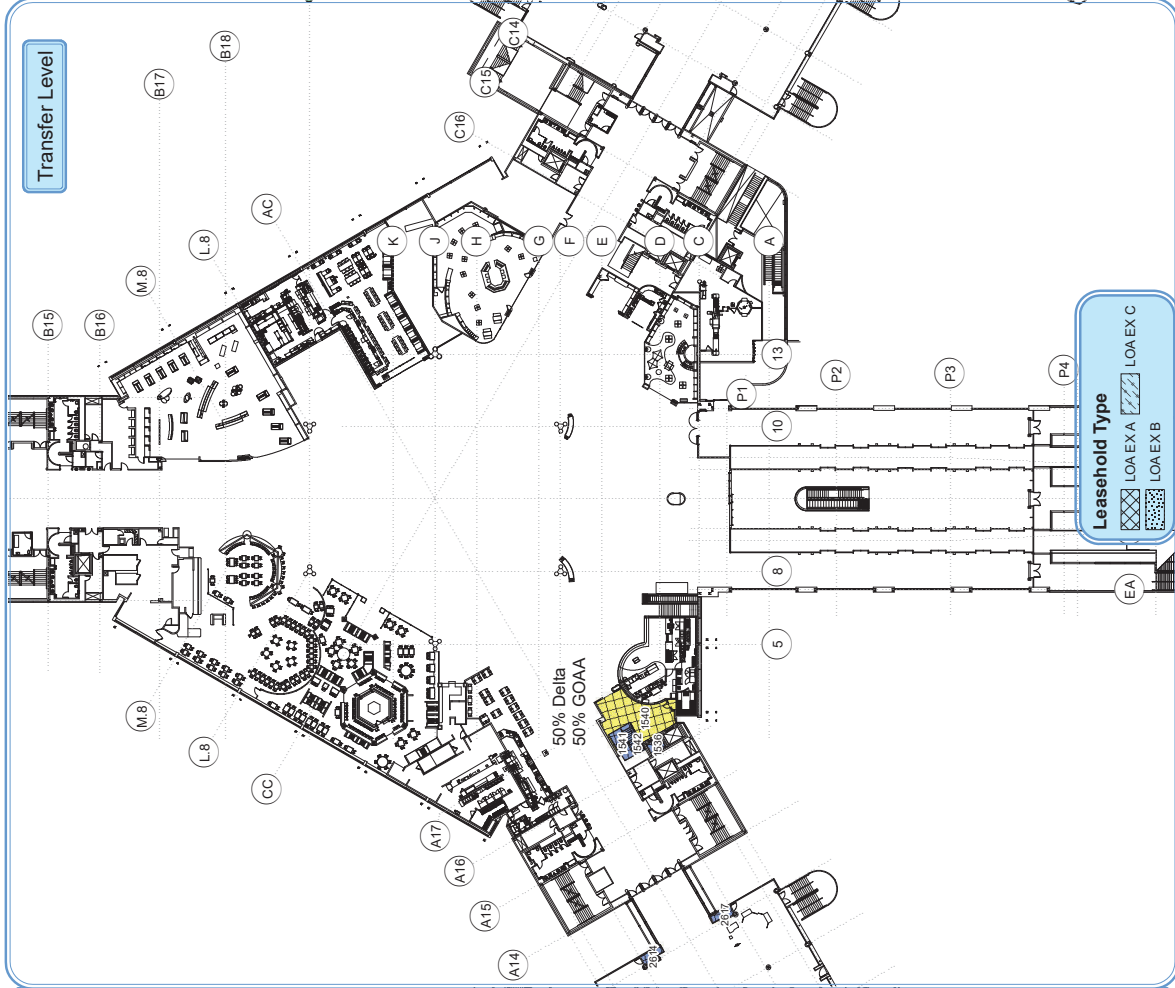 Transfer Level
B15
B16
B17
B18
M.8
L.8
AC
C16
C15
C14
K
J
H
G
F
E
D
C
A
13
P1
10
P2
P3
P4
M.8
L.8
CC
A17
A16
A15
A14
50% Delta
50% GOAA
1541
1542
1540
1536
2614
2617
8
5
EA
Leasehold Type
LOA EX A
LOA EX C
LOA EX B